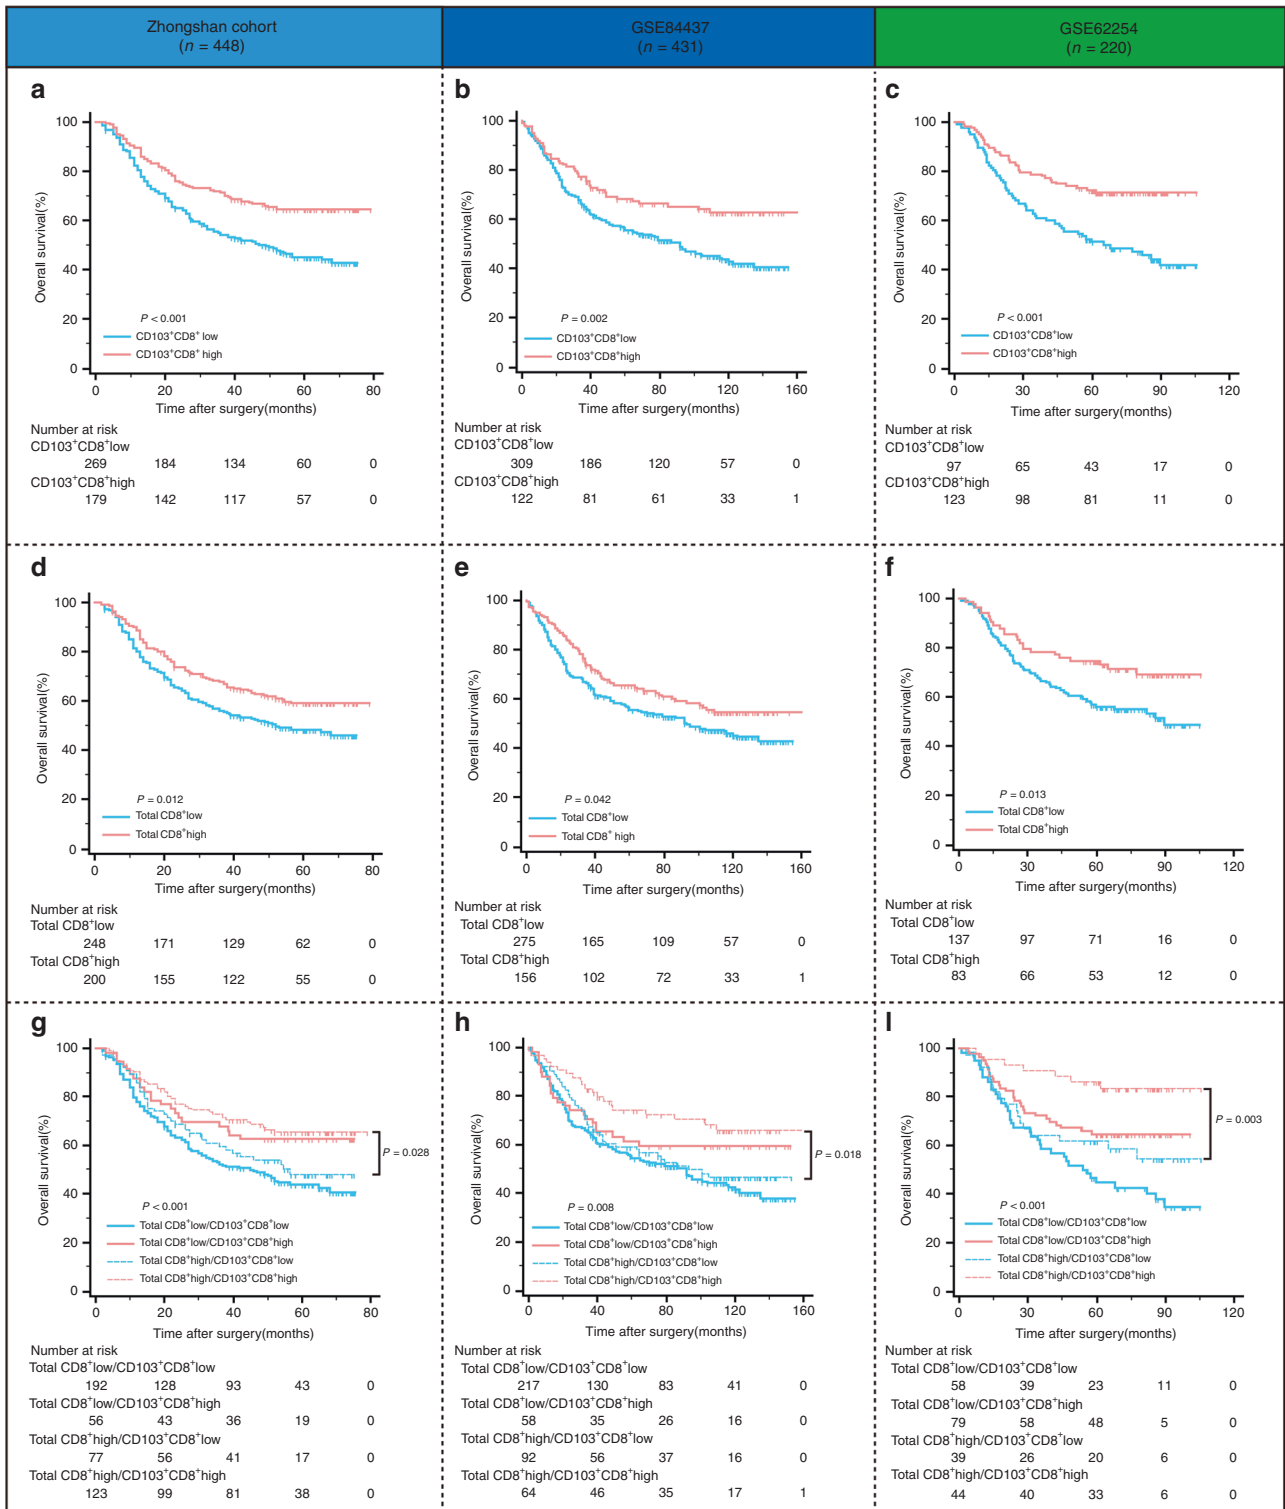 Zhongshan cohort
(n = 448)
GSE84437
(n = 431)
GSE62254
(n = 220)
a
100
80
60
40
20
0
Overall survival(%)
P < 0.001
CD103⁺CD8⁺ low
CD103⁺CD8⁺ high
0 20 40 60 80
Time after surgery(months)
Number at risk
CD103⁺CD8⁺low
269 184 134 60 0
CD103⁺CD8⁺high
179 142 117 57 0
b
100
80
60
40
20
0
Overall survival(%)
P = 0.002
CD103⁺CD8⁺low
CD103⁺CD8⁺high
0 40 80 120 160
Time after surgery(months)
Number at risk
CD103⁺CD8⁺low
309 186 120 57 0
CD103⁺CD8⁺high
122 81 61 33 1
c
100
80
60
40
20
0
Overall survival(%)
P < 0.001
CD103⁺CD8⁺low
CD103⁺CD8⁺high
0 30 60 90 120
Time after surgery(months)
Number at risk
CD103⁺CD8⁺low
97 65 43 17 0
CD103⁺CD8⁺high
123 98 81 11 0
d
100
80
60
40
20
0
Overall survival(%)
P = 0.012
Total CD8⁺low
Total CD8⁺high
0 20 40 60 80
Time after surgery(months)
Number at risk
Total CD8⁺low
248 171 129 62 0
Total CD8⁺high
200 155 122 55 0
e
100
80
60
40
20
0
Overall survival(%)
P = 0.042
Total CD8⁺low
Total CD8⁺ high
0 40 80 120 160
Time after surgery(months)
Number at risk
Total CD8⁺low
275 165 109 57 0
Total CD8⁺high
156 102 72 33 1
f
100
80
60
40
20
0
Overall survival(%)
P = 0.013
Total CD8⁺low
Total CD8⁺high
0 30 60 90 120
Time after surgery(months)
Number at risk
Total CD8⁺low
137 97 71 16 0
Total CD8⁺high
83 66 53 12 0
g
100
80
60
40
20
0
Overall survival(%)
P = 0.028
P < 0.001
Total CD8⁺low/CD103⁺CD8⁺low
Total CD8⁺low/CD103⁺CD8⁺high
Total CD8⁺high/CD103⁺CD8⁺low
Total CD8⁺high/CD103⁺CD8⁺high
0 20 40 60 80
Time after surgery(months)
Number at risk
Total CD8⁺low/CD103⁺CD8⁺low
192 128 93 43 0
Total CD8⁺low/CD103⁺CD8⁺high
56 43 36 19 0
Total CD8⁺high/CD103⁺CD8⁺low
77 56 41 17 0
Total CD8⁺high/CD103⁺CD8⁺high
123 99 81 38 0
h
100
80
60
40
20
0
Overall survival(%)
P = 0.018
P = 0.008
Total CD8⁺low/CD103⁺CD8⁺low
Total CD8⁺low/CD103⁺CD8⁺high
Total CD8⁺high/CD103⁺CD8⁺low
Total CD8⁺high/CD103⁺CD8⁺high
0 40 80 120 160
Time after surgery(months)
Number at risk
Total CD8⁺low/CD103⁺CD8⁺low
217 130 83 41 0
Total CD8⁺low/CD103⁺CD8⁺high
58 35 26 16 0
Total CD8⁺high/CD103⁺CD8⁺low
92 56 37 16 0
Total CD8⁺high/CD103⁺CD8⁺high
64 46 35 17 1
I
100
80
60
40
20
0
Overall survival(%)
P = 0.003
P < 0.001
Total CD8⁺low/CD103⁺CD8⁺low
Total CD8⁺low/CD103⁺CD8⁺high
Total CD8⁺high/CD103⁺CD8⁺low
Total CD8⁺high/CD103⁺CD8⁺high
0 30 60 90 120
Time after surgery(months)
Number at risk
Total CD8⁺low/CD103⁺CD8⁺low
58 39 23 11 0
Total CD8⁺low/CD103⁺CD8⁺high
79 58 48 5 0
Total CD8⁺high/CD103⁺CD8⁺low
39 26 20 6 0
Total CD8⁺high/CD103⁺CD8⁺high
44 40 33 6 0